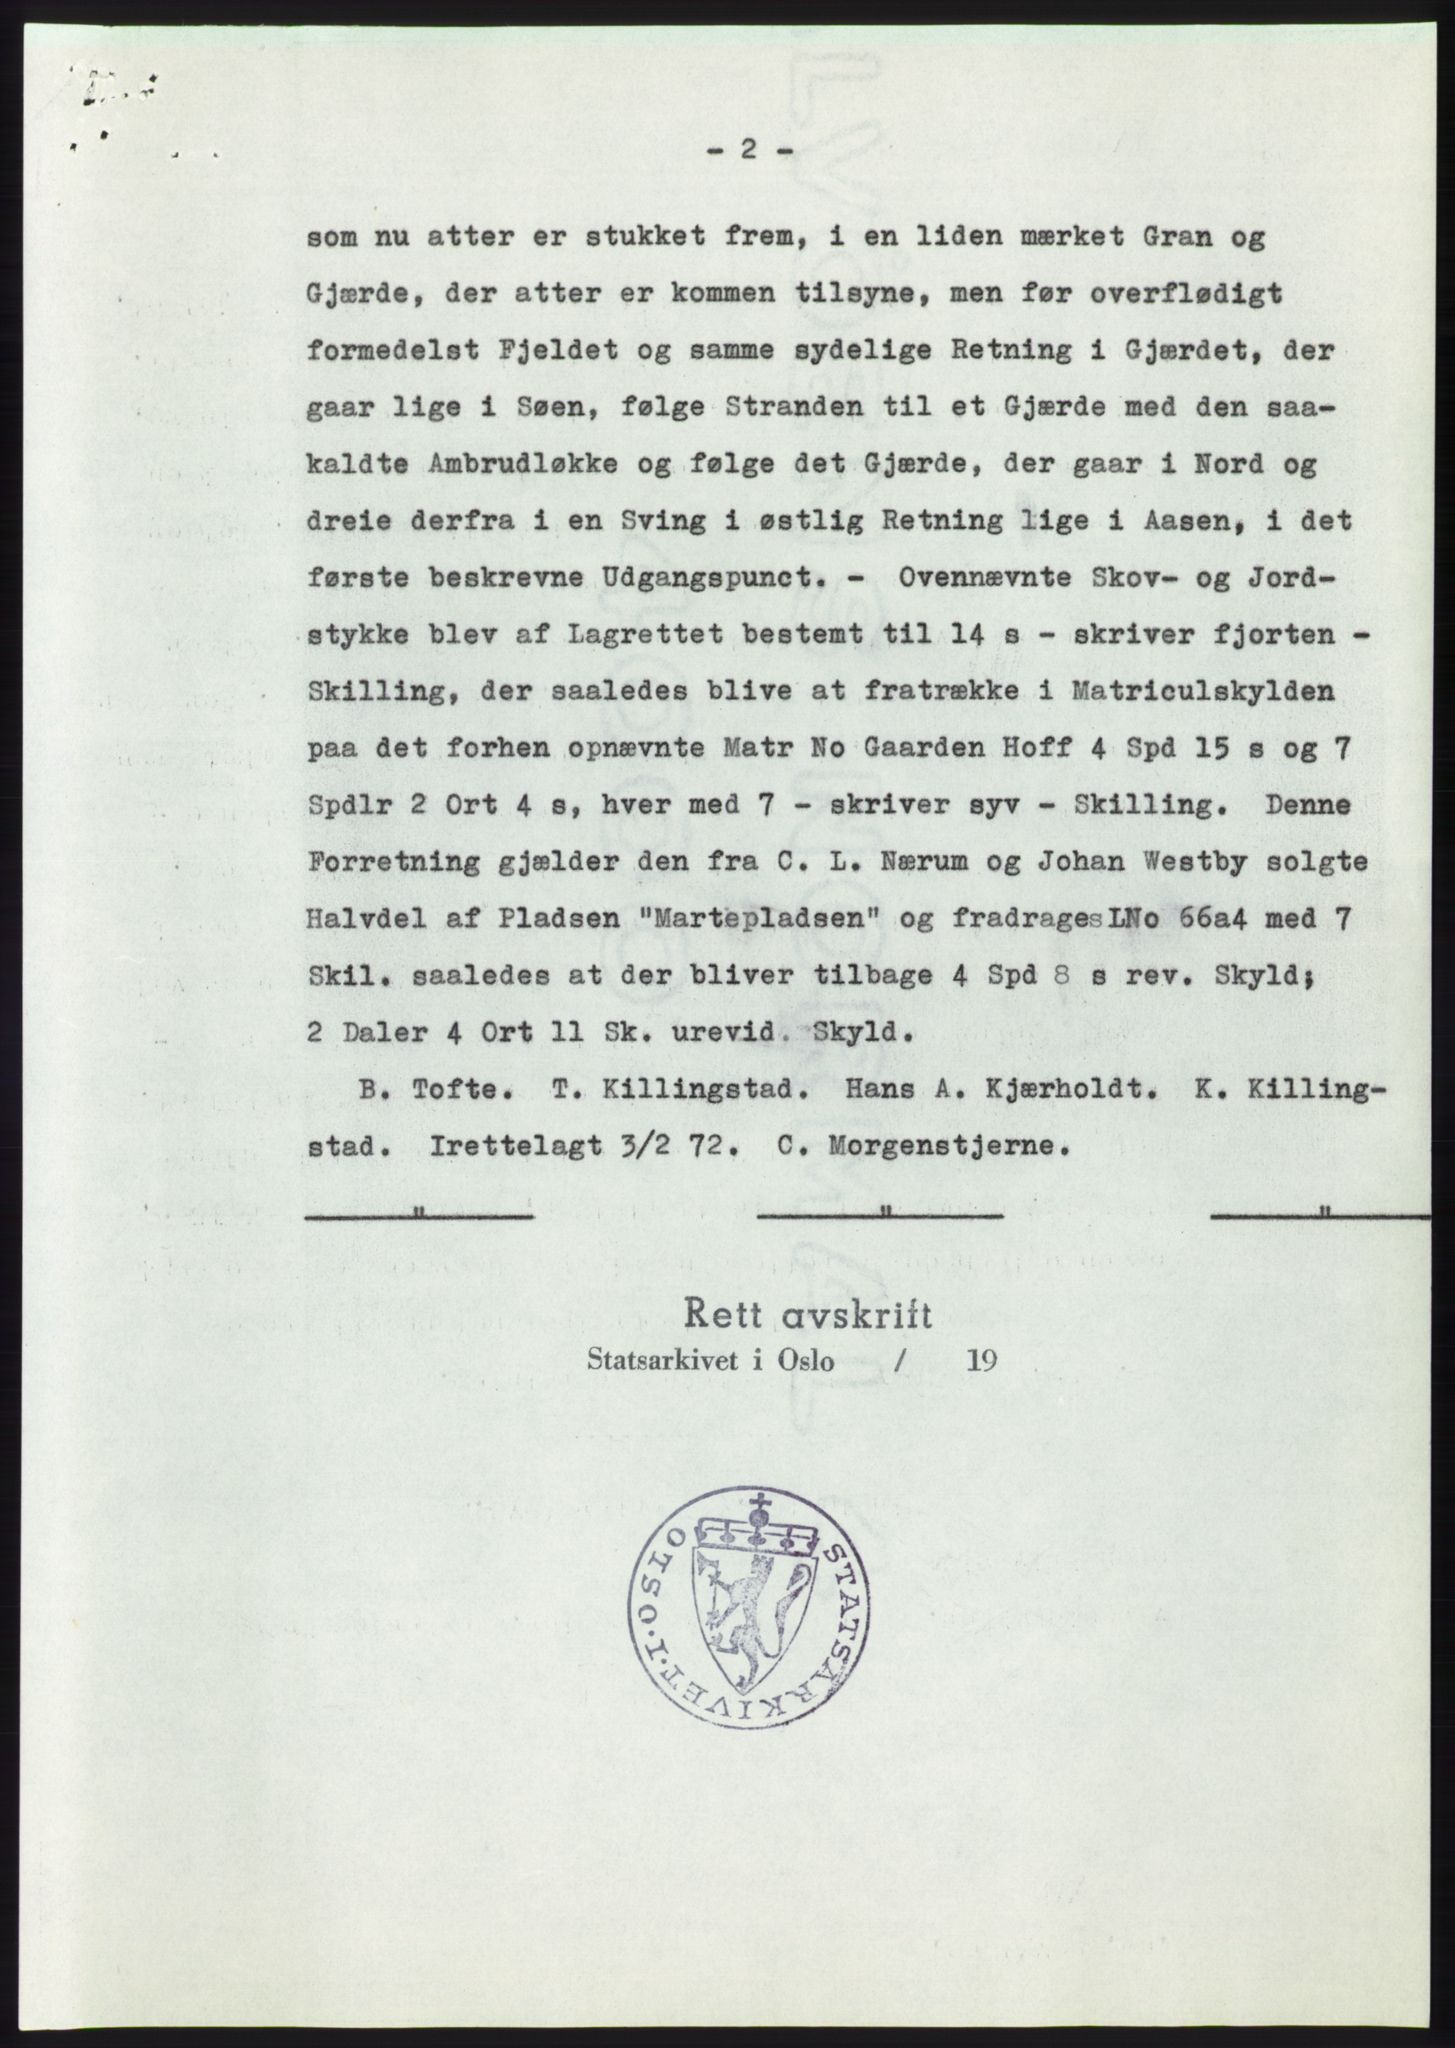 - 2 -
som nu atter er stukket frem, i en liden mærket Gran og
Gjærde, der atter er kommen tilsyne, men før overflødigt
formedelst Fjeldet og samme sydelige Retning i Gjærdet, der
gaar lige i Søen, følge Stranden til et Gjærde med den saa-
kaldte Ambrudløkke og følge det Gjærde, der gaar i Nord og
dreie derfra i en Sving i østlig Retning lige i Aasen, i det
første beskrevne Udgangspunct. - Ovennævnte Skov- og Jord-
stykke blev af Lagrettet bestemt til 14 s - skriver fjorten -
Skilling, der saaledes blive at fratrække i Matriculskylden
paa det forhen opnævnte Matr No Gaarden Hoff 4 Spd 15 s og 7
Spdlr 2 Ort 4 s, hver med 7 - skriver syv - Skilling. Denne
Forretning gjælder den fra C. L. Nærum og Johan Westby solgte
Halvdel af Pladsen "Martepladsen" og fradrages LNo 66a4 med 7
Skil. saaledes at der bliver tilbage 4 Spd 8 s rev. Skyld;
2 Daler 4 Ort 11 Sk. urevid. Skyld.
B. Tofte. T. Killingstad. Hans A. Kjærholdt. K. Killing-
stad. Irettelagt 3/2 72. C. Morgenstjerne.
" " "
Rett avskrift
Statsarkivet i Oslo / 19
STATSARKIVET·I·OSLO